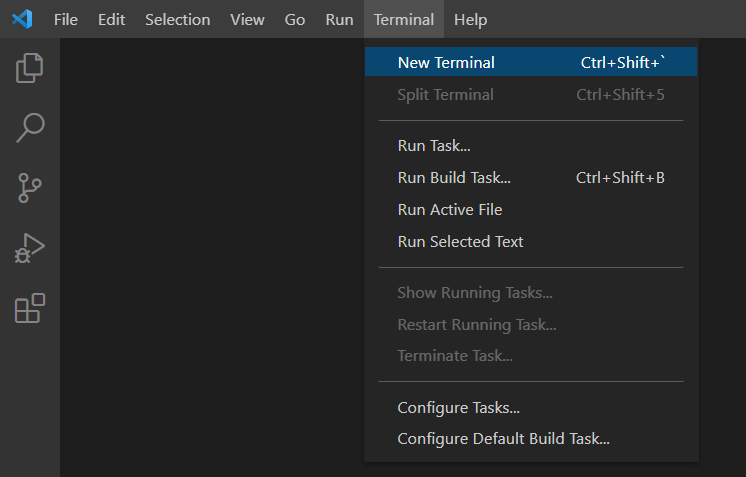 File Edit Selection View Go Run Terminal Help
New Terminal Ctrl+Shift+`
Split Terminal Ctrl+Shift+5
Run Task...
Run Build Task... Ctrl+Shift+B
Run Active File
Run Selected Text
Show Running Tasks...
Restart Running Task...
Terminate Task...
Configure Tasks...
Configure Default Build Task...